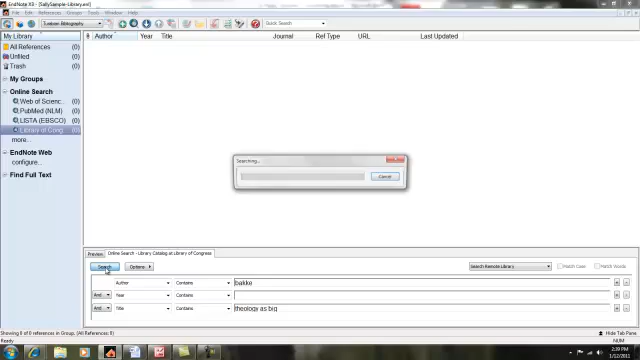 EndNote X3 - [SallySample-Library.enl]
File Edit References Groups Tools Window Help
Turabian Bibliography
Quick Search
My Library
Author Year Title Journal Ref Type URL Last Updated
All References (0)
Unfiled (0)
Trash (0)
My Groups
Online Search
Web of Scienc... (0)
PubMed (NLM) (0)
LISTA (EBSCO) (0)
Library of Cong... (0)
more...
EndNote Web
configure...
Find Full Text
Searching...
Cancel
Preview Online Search - Library Catalog at Library of Congress
Search Options Search Remote Library Match Case Match Words
Author Contains bakke
And Year Contains
And Title Contains theology as big
Showing 0 of 0 references in Group. (All References: 0)
Hide Tab Pane
NUM
2:39 PM
1/12/2011